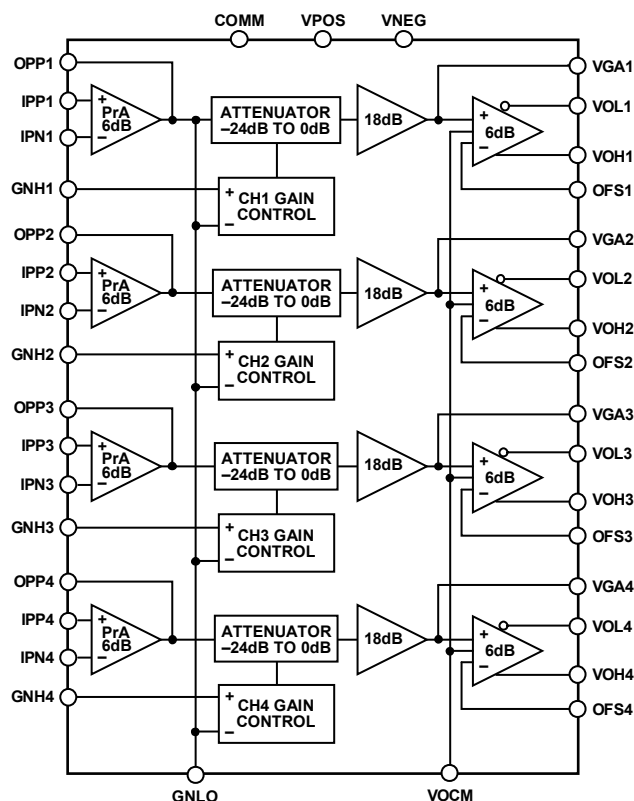 COMM VPOS VNEG
OPP1
VGA1
IPP1
+
PrA
6dB
ATTENUATOR
–24dB TO 0dB
18dB
+
6dB
VOL1
IPN1
–
–
VOH1
GNH1
+
CH1 GAIN
CONTROL
–
OFS1
OPP2
VGA2
IPP2
+
PrA
6dB
ATTENUATOR
–24dB TO 0dB
18dB
+
6dB
VOL2
IPN2
–
–
VOH2
GNH2
+
CH2 GAIN
CONTROL
–
OFS2
OPP3
VGA3
IPP3
+
PrA
6dB
ATTENUATOR
–24dB TO 0dB
18dB
+
6dB
VOL3
IPN3
–
–
VOH3
GNH3
+
CH3 GAIN
CONTROL
–
OFS3
OPP4
VGA4
IPP4
+
PrA
6dB
ATTENUATOR
–24dB TO 0dB
18dB
+
6dB
VOL4
IPN4
–
–
VOH4
GNH4
+
CH4 GAIN
CONTROL
–
OFS4
GNLO VOCM